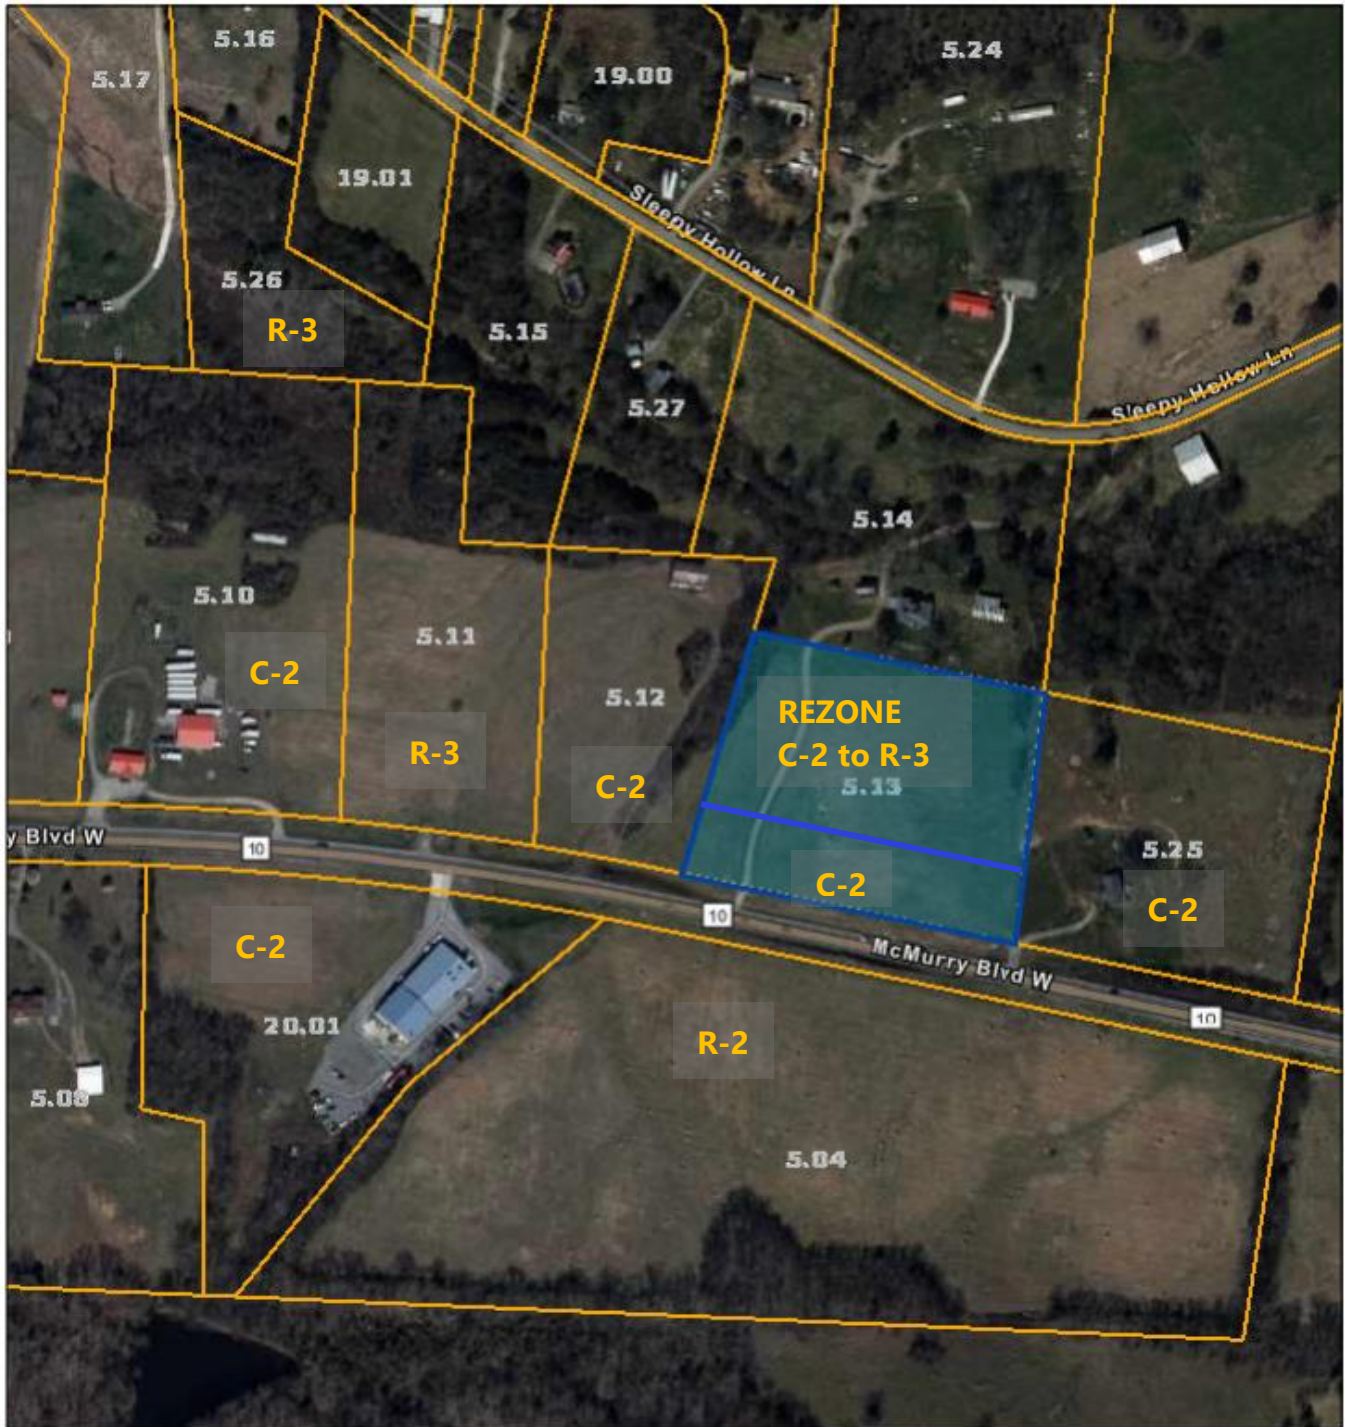 5.16
5.24
5.17
19.00
19.01
Sleepy Hollow Ln
5.26
R-3
5.15
Sleepy Hollow Ln
5.27
5.14
5.10
5.11
C-2
5.12
REZONE
C-2 to R-3
R-3
C-2
5.13
y Blvd W
10
5.25
C-2
C-2
10
C-2
McMurry Blvd W
10
20.01
R-2
5.08
5.04